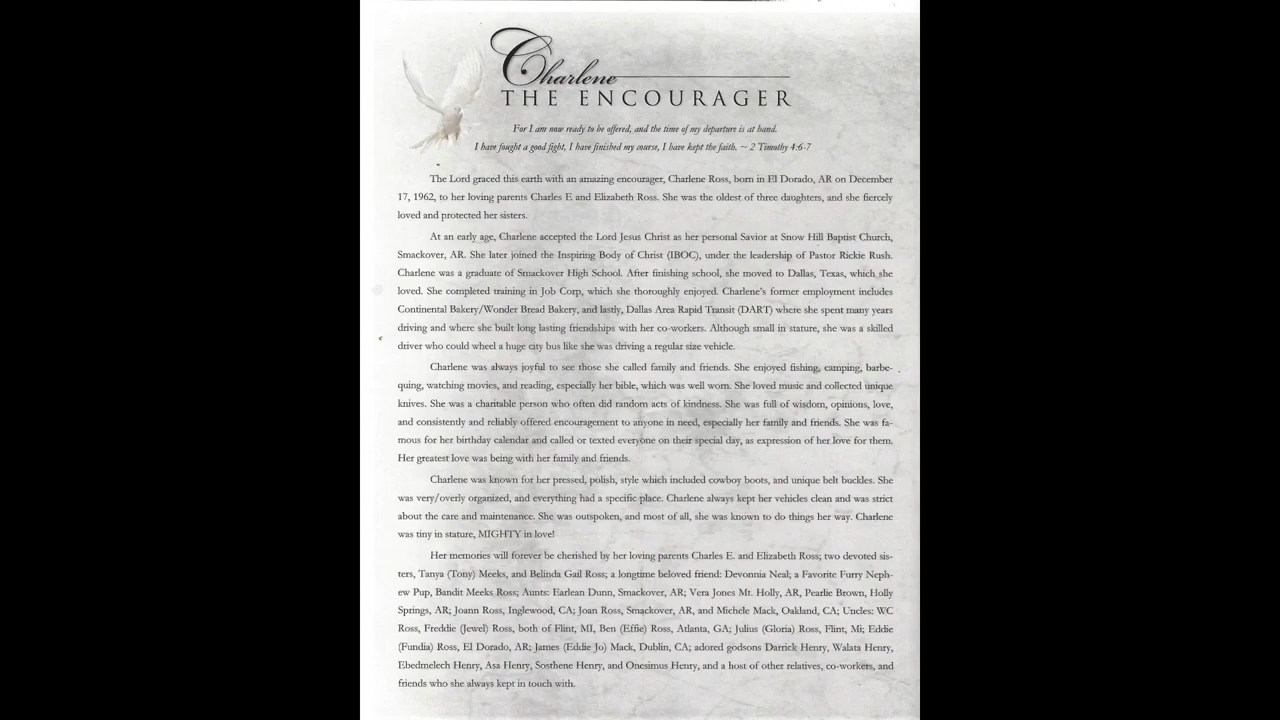 Charlene
THE ENCOURAGER
For I am now ready to be offered, and the time of my departure is at hand.
I have fought a good fight, I have finished my course, I have kept the faith. ~ 2 Timothy 4:6-7
The Lord graced this earth with an amazing encourager, Charlene Ross, born in El Dorado, AR on December
17, 1962, to her loving parents Charles E and Elizabeth Ross. She was the oldest of three daughters, and she fiercely
loved and protected her sisters.
At an early age, Charlene accepted the Lord Jesus Christ as her personal Savior at Snow Hill Baptist Church,
Smackover, AR. She later joined the Inspiring Body of Christ (IBOC), under the leadership of Pastor Rickie Rush.
Charlene was a graduate of Smackover High School. After finishing school, she moved to Dallas, Texas, which she
loved. She completed training in Job Corp, which she thoroughly enjoyed. Charlene's former employment includes
Continental Bakery/Wonder Bread Bakery, and lastly, Dallas Area Rapid Transit (DART) where she spent many years
driving and where she built long lasting friendships with her co-workers. Although small in stature, she was a skilled
driver who could wheel a huge city bus like she was driving a regular size vehicle.
Charlene was always joyful to see those she called family and friends. She enjoyed fishing, camping, barbe-
quing, watching movies, and reading, especially her bible, which was well worn. She loved music and collected unique
knives. She was a charitable person who often did random acts of kindness. She was full of wisdom, opinions, love,
and consistently and reliably offered encouragement to anyone in need, especially her family and friends. She was fa-
mous for her birthday calendar and called or texted everyone on their special day, as expression of her love for them.
Her greatest love was being with her family and friends.
Charlene was known for her pressed, polish, style which included cowboy boots, and unique belt buckles. She
was very/overly organized, and everything had a specific place. Charlene always kept her vehicles clean and was strict
about the care and maintenance. She was outspoken, and most of all, she was known to do things her way. Charlene
was tiny in stature, MIGHTY in love!
Her memories will forever be cherished by her loving parents Charles E. and Elizabeth Ross; two devoted sis-
ters, Tanya (Tony) Meeks, and Belinda Gail Ross; a longtime beloved friend: Devonnia Neal; a Favorite Furry Neph-
ew Pup, Bandit Meeks Ross; Aunts: Earlean Dunn, Smackover, AR; Vera Jones Mt. Holly, AR, Pearlie Brown, Holly
Springs, AR; Joann Ross, Inglewood, CA; Joan Ross, Smackover, AR, and Michele Mack, Oakland, CA; Uncles: WC
Ross, Freddie (Jewel) Ross, both of Flint, MI, Ben (Effie) Ross, Atlanta, GA; Julius (Gloria) Ross, Flint, Mi; Eddie
(Fundia) Ross, El Dorado, AR; James (Eddie Jo) Mack, Dublin, CA; adored godsons Darrick Henry, Walata Henry,
Ebedmelech Henry, Asa Henry, Sosthene Henry, and Onesimus Henry, and a host of other relatives, co-workers, and
friends who she always kept in touch with.